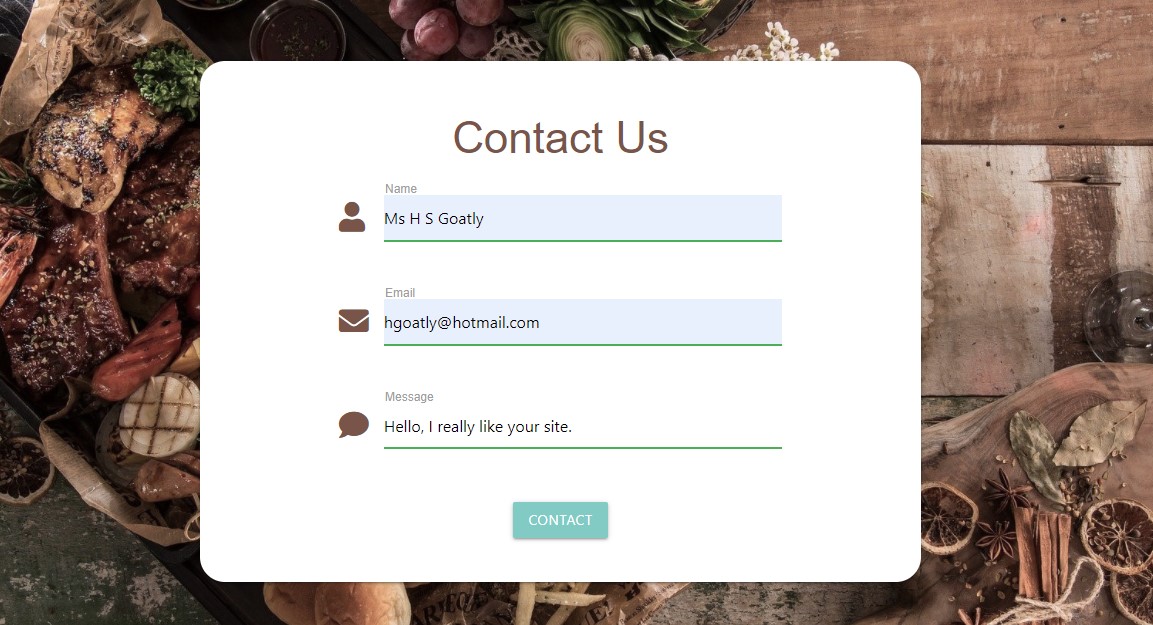 Contact Us
Name
Ms H S Goatly
Email
hgoatly@hotmail.com
Message
Hello, I really like your site.
CONTACT